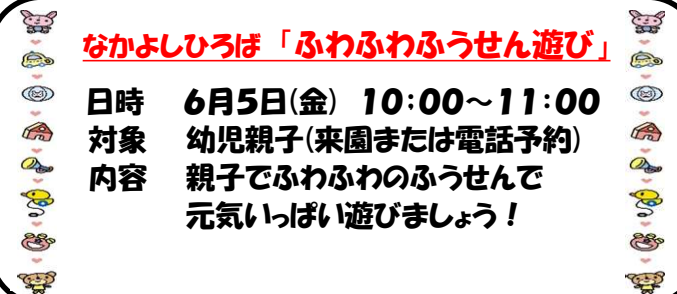 なかよしひろば「ふわふわふうせん遊び」
日時　6月5日(金)　10:00～11:00
対象　幼児親子(来園または電話予約)
内容　親子でふわふわのふうせんで
元気いっぱい遊びましょう！